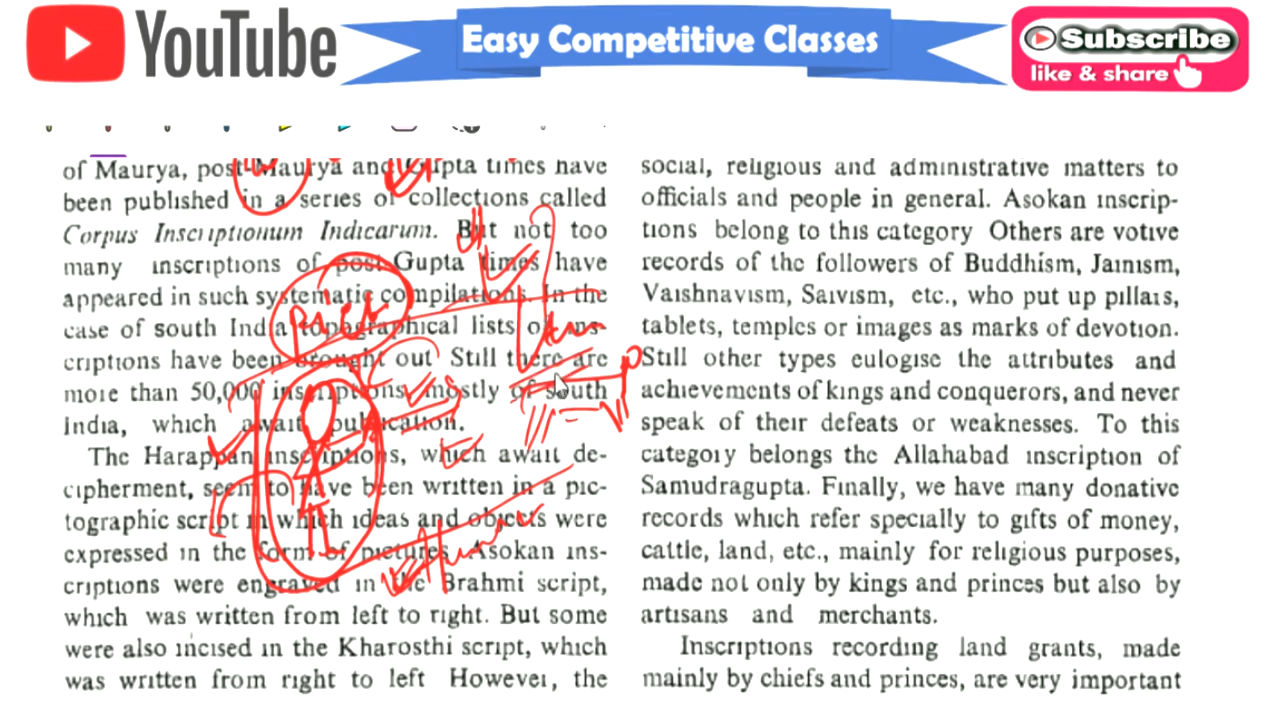 YouTube
Easy Competitive Classes
Subscribe
like & share
of Maurya, post-Maurya and Gupta times have
been published in a series of collections called
Corpus Inscriptionum Indicarum. But not too
many inscriptions of post-Gupta times have
appeared in such systematic compilations. In the
case of south India topographical lists of ins-
criptions have been brought out Still there are
more than 50,000 inscriptions, mostly of south
India, which await publication.
The Harappan inscriptions, which await de-
cipherment, seem to have been written in a pic-
tographic script in which ideas and objects were
expressed in the form of pictures. Asokan ins-
criptions were engraved in the Brahmi script,
which was written from left to right. But some
were also incised in the Kharosthi script, which
was written from right to left However, the
social, religious and administrative matters to
officials and people in general. Asokan inscrip-
tions belong to this category Others are votive
records of the followers of Buddhism, Jainism,
Vaishnavism, Saivism, etc., who put up pillars,
tablets, temples or images as marks of devotion.
Still other types eulogise the attributes and
achievements of kings and conquerors, and never
speak of their defeats or weaknesses. To this
category belongs the Allahabad inscription of
Samudragupta. Finally, we have many donative
records which refer specially to gifts of money,
cattle, land, etc., mainly for religious purposes,
made not only by kings and princes but also by
artisans and merchants.
Inscriptions recording land grants, made
mainly by chiefs and princes, are very important